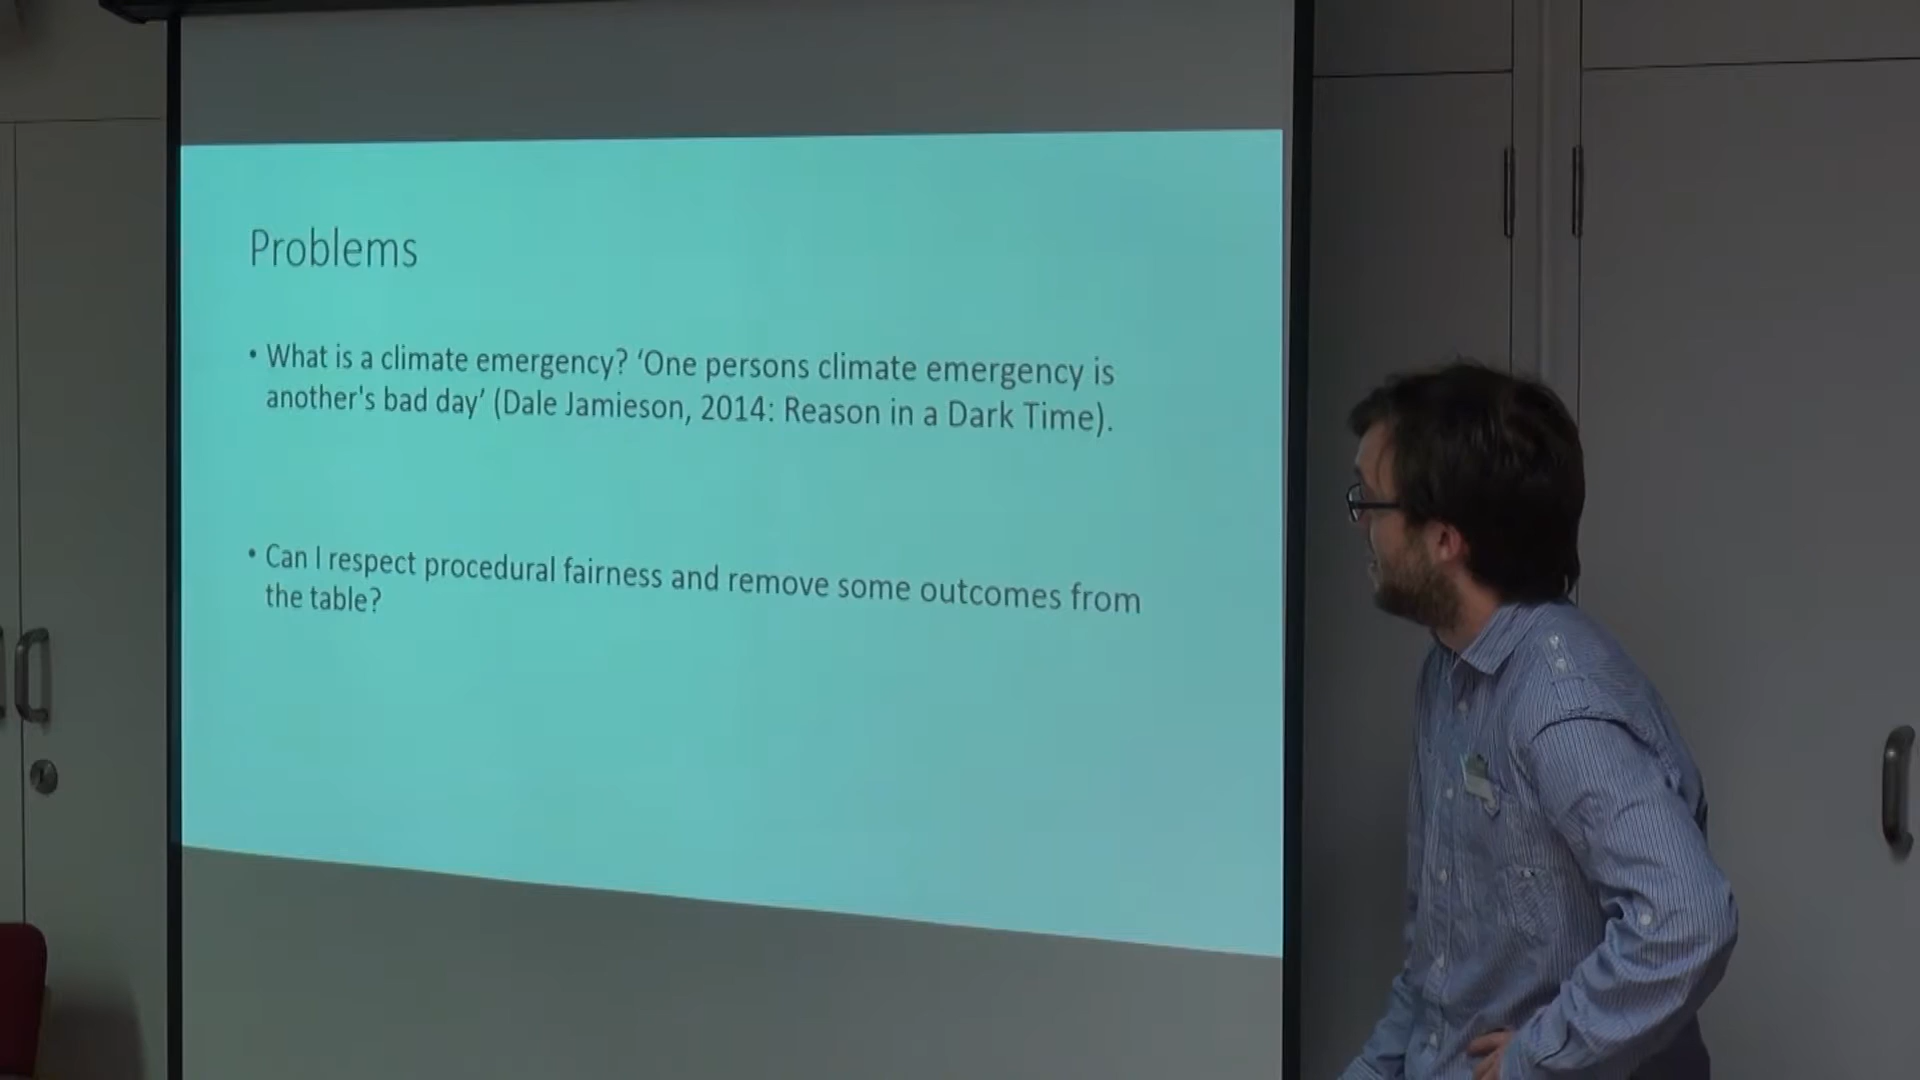 Problems
• What is a climate emergency? ‘One persons climate emergency is
another's bad day’ (Dale Jamieson, 2014: Reason in a Dark Time).
• Can I respect procedural fairness and remove some outcomes from
the table?